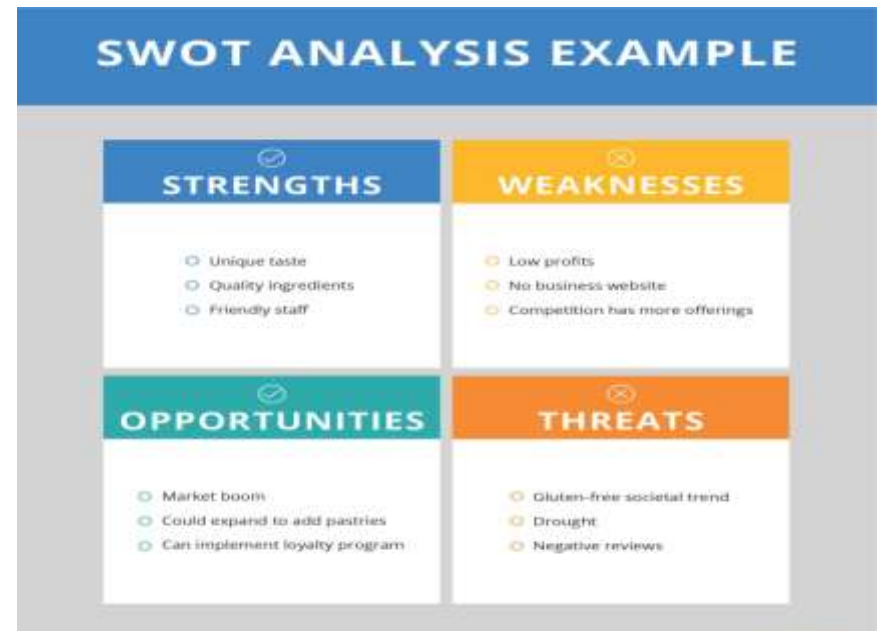 SWOT ANALYSIS EXAMPLE
STRENGTHS
Unique taste
Quality ingredients
Friendly staff
WEAKNESSES
Low profits
No business website
Competition has more offerings
OPPORTUNITIES
Market boom
Could expand to add pastries
Can implement loyalty program
THREATS
Gluten-free societal trend
Drought
Negative reviews